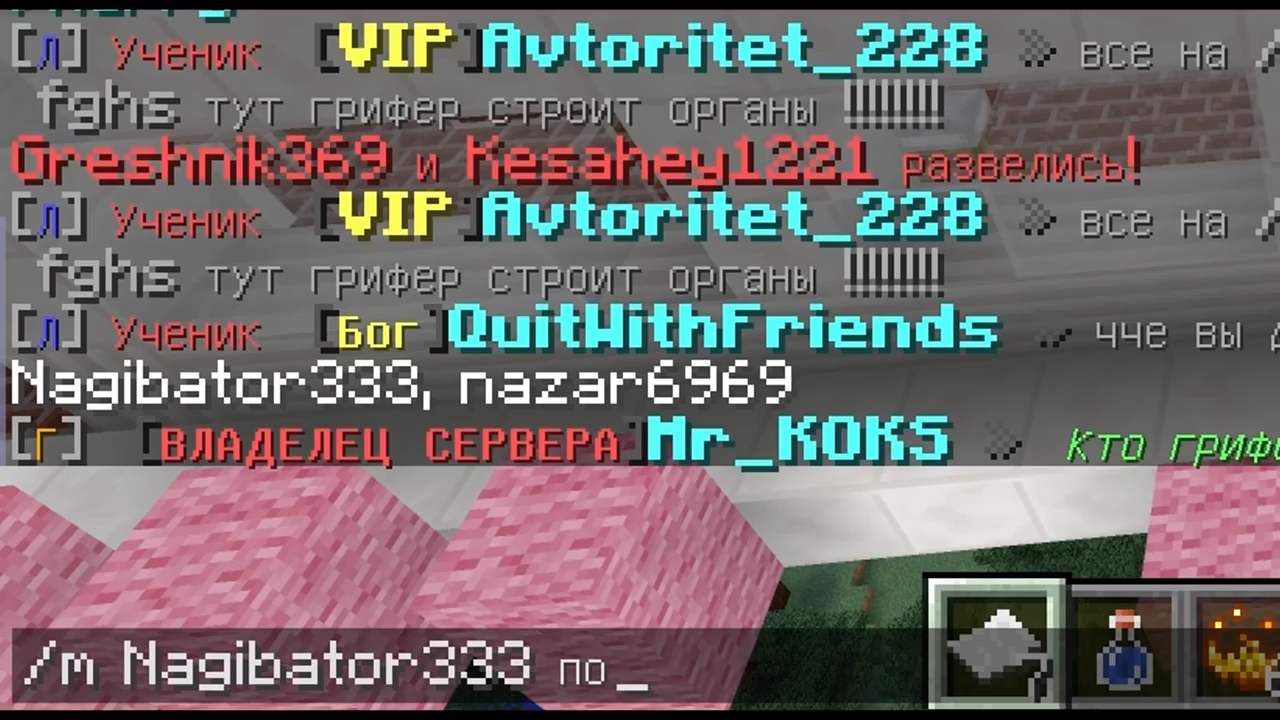 [Л] Ученик [VIP]Avtoritet_228 все на /
fghs тут грифер строит органы ||||||||||
Greshnik369 и Kesahey1221 развелись!
[Л] Ученик [VIP]Avtoritet_228 все на /
fghs тут грифер строит органы ||||||||||
[Л] Ученик [Бог]QuitWithFriends чче вы
Nagibator333, nazar6969
[Г] [ВЛАДЕЛЕЦ СЕРВЕРА]Mr_KOKS Кто гриф
/m Nagibator333 по_